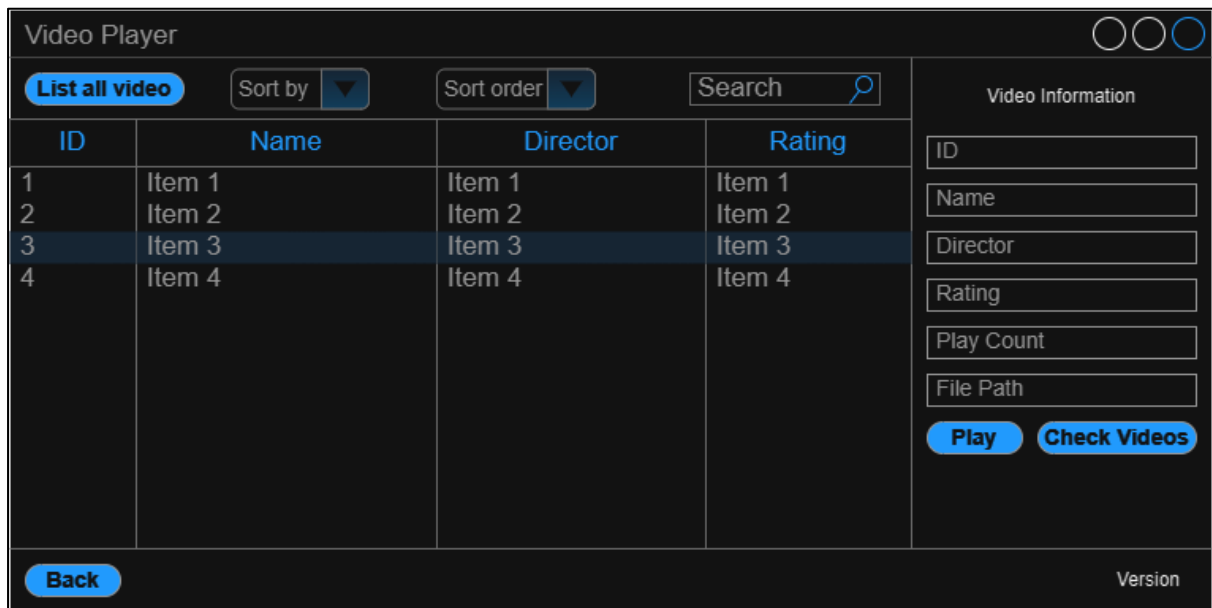 Video Player
List all video Sort by Sort order Search
Video Information
ID Name Director Rating
1 Item 1 Item 1 Item 1
2 Item 2 Item 2 Item 2
3 Item 3 Item 3 Item 3
4 Item 4 Item 4 Item 4
ID
Name
Director
Rating
Play Count
File Path
Play Check Videos
Back
Version